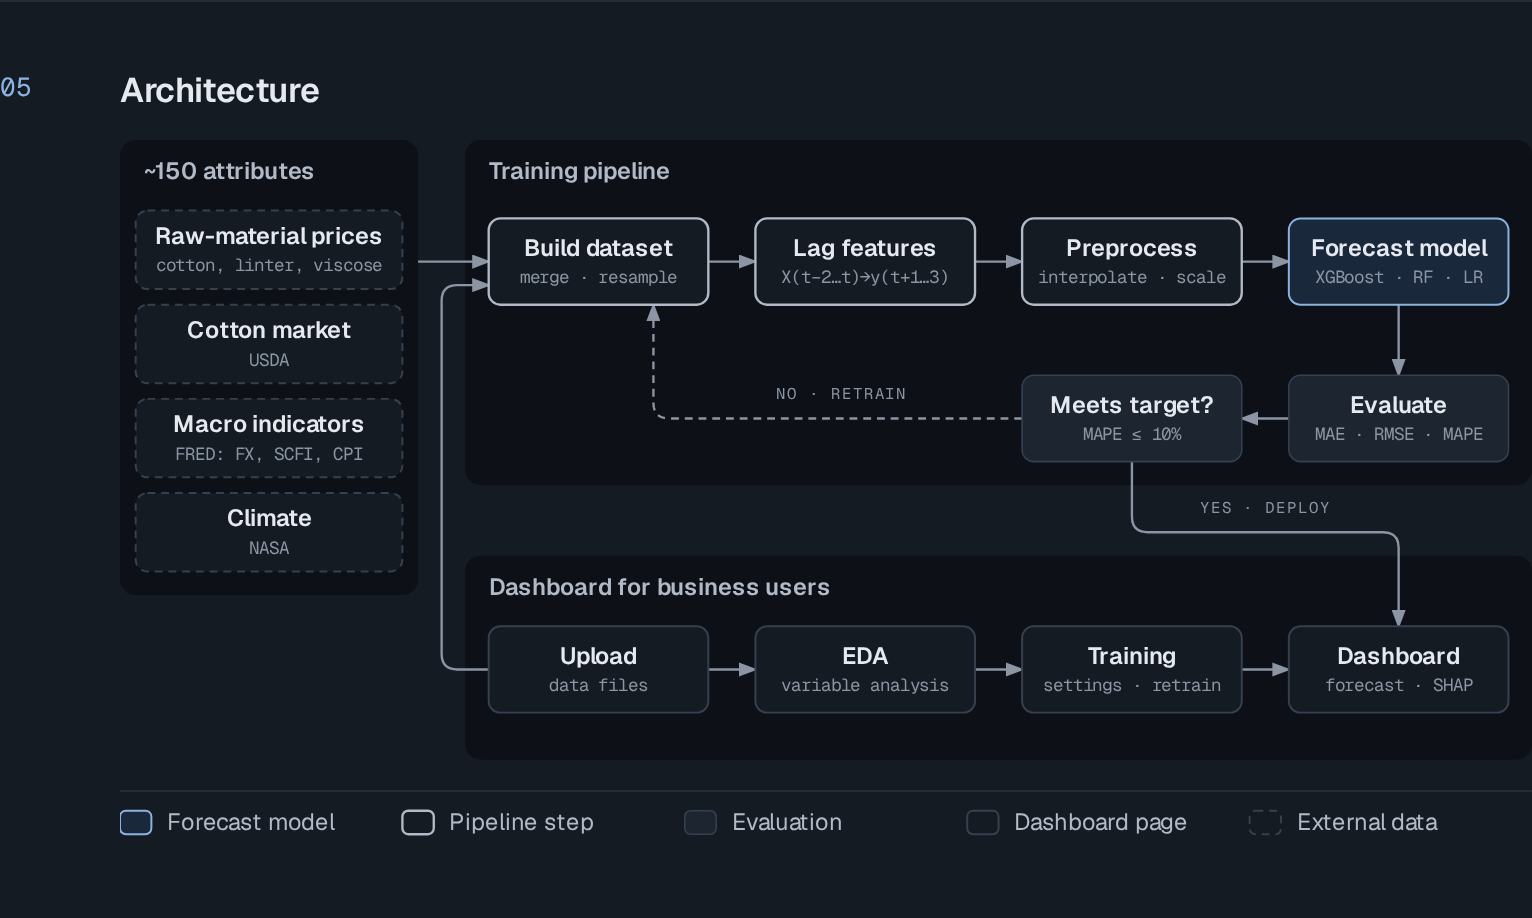 05
Architecture
~150 attributes
Raw-material prices
cotton, linter, viscose
Cotton market
USDA
Macro indicators
FRED: FX, SCFI, CPI
Climate
NASA
Training pipeline
Build dataset
merge · resample
Lag features
X(t−2…t)→y(t+1…3)
Preprocess
interpolate · scale
Forecast model
XGBoost · RF · LR
NO · RETRAIN
Meets target?
MAPE ≤ 10%
Evaluate
MAE · RMSE · MAPE
YES · DEPLOY
Dashboard for business users
Upload
data files
EDA
variable analysis
Training
settings · retrain
Dashboard
forecast · SHAP
Forecast model
Pipeline step
Evaluation
Dashboard page
External data